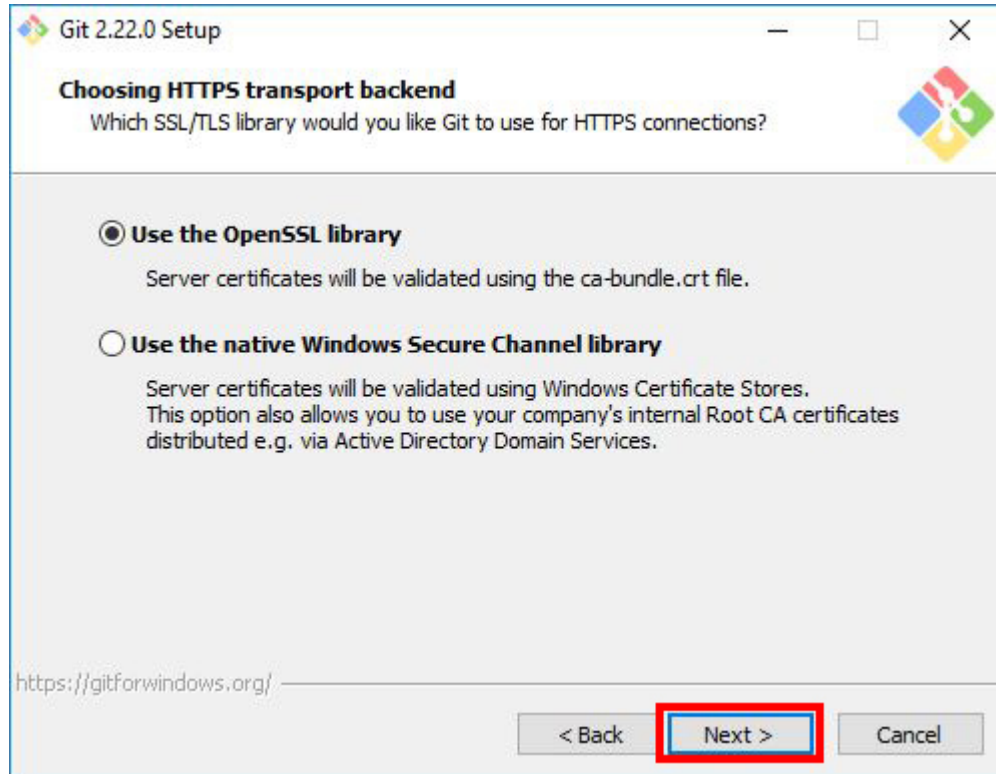 Git 2.22.0 Setup
Choosing HTTPS transport backend
Which SSL/TLS library would you like Git to use for HTTPS connections?
Use the OpenSSL library
Server certificates will be validated using the ca-bundle.crt file.
Use the native Windows Secure Channel library
Server certificates will be validated using Windows Certificate Stores.
This option also allows you to use your company's internal Root CA certificates
distributed e.g. via Active Directory Domain Services.
https://gitforwindows.org/
< Back Next > Cancel